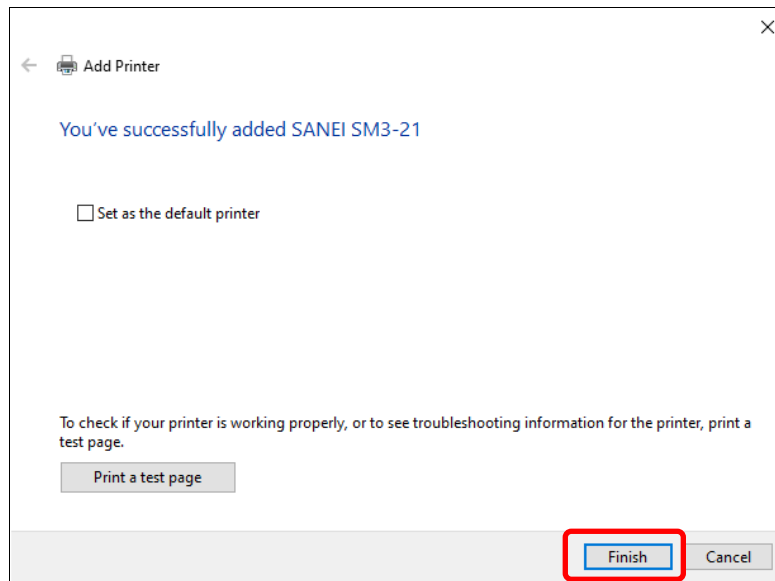 Add Printer
You've successfully added SANEI SM3-21
Set as the default printer
To check if your printer is working properly, or to see troubleshooting information for the printer, print a
test page.
Print a test page
Finish Cancel